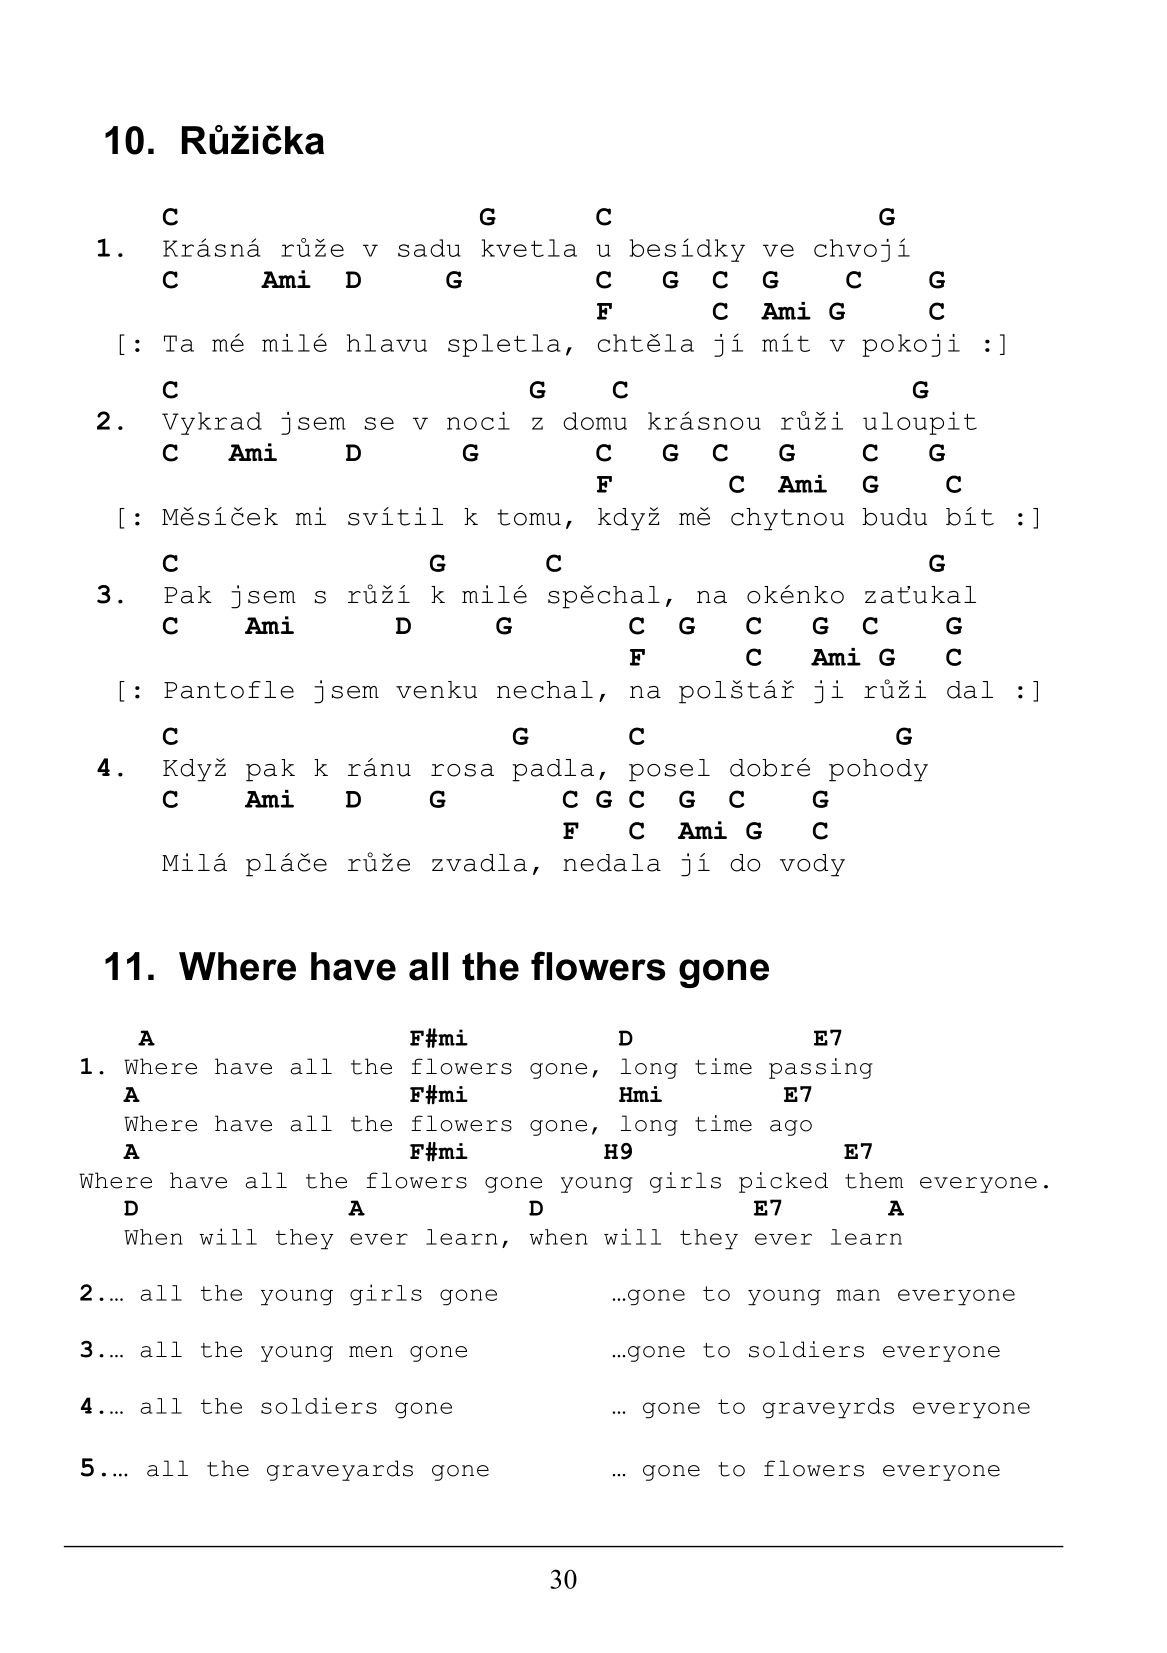 10. Růžička
C G C G
1. Krásná růže v sadu kvetla u besídky ve chvojí
C Ami D G C G C G C G
F C Ami G C
[: Ta mé milé hlavu spletla, chtěla jí mít v pokoji :]
C G C G
2. Vykrad jsem se v noci z domu krásnou růži uloupit
C Ami D G C G C G C G
F C Ami G C
[: Měsíček mi svítil k tomu, když mě chytnou budu bít :]
C G C G
3. Pak jsem s růží k milé spěchal, na okénko zaťukal
C Ami D G C G C G C G
F C Ami G C
[: Pantofle jsem venku nechal, na polštář ji růži dal :]
C G C G
4. Když pak k ránu rosa padla, posel dobré pohody
C Ami D G C G C G C G
F C Ami G C
Milá pláče růže zvadla, nedala jí do vody
11. Where have all the flowers gone
A F#mi D E7
1. Where have all the flowers gone, long time passing
A F#mi Hmi E7
Where have all the flowers gone, long time ago
A F#mi H9 E7
Where have all the flowers gone young girls picked them everyone.
D A D E7 A
When will they ever learn, when will they ever learn
2.… all the young girls gone …gone to young man everyone
3.… all the young men gone …gone to soldiers everyone
4.… all the soldiers gone … gone to graveyrds everyone
5.… all the graveyards gone … gone to flowers everyone
30